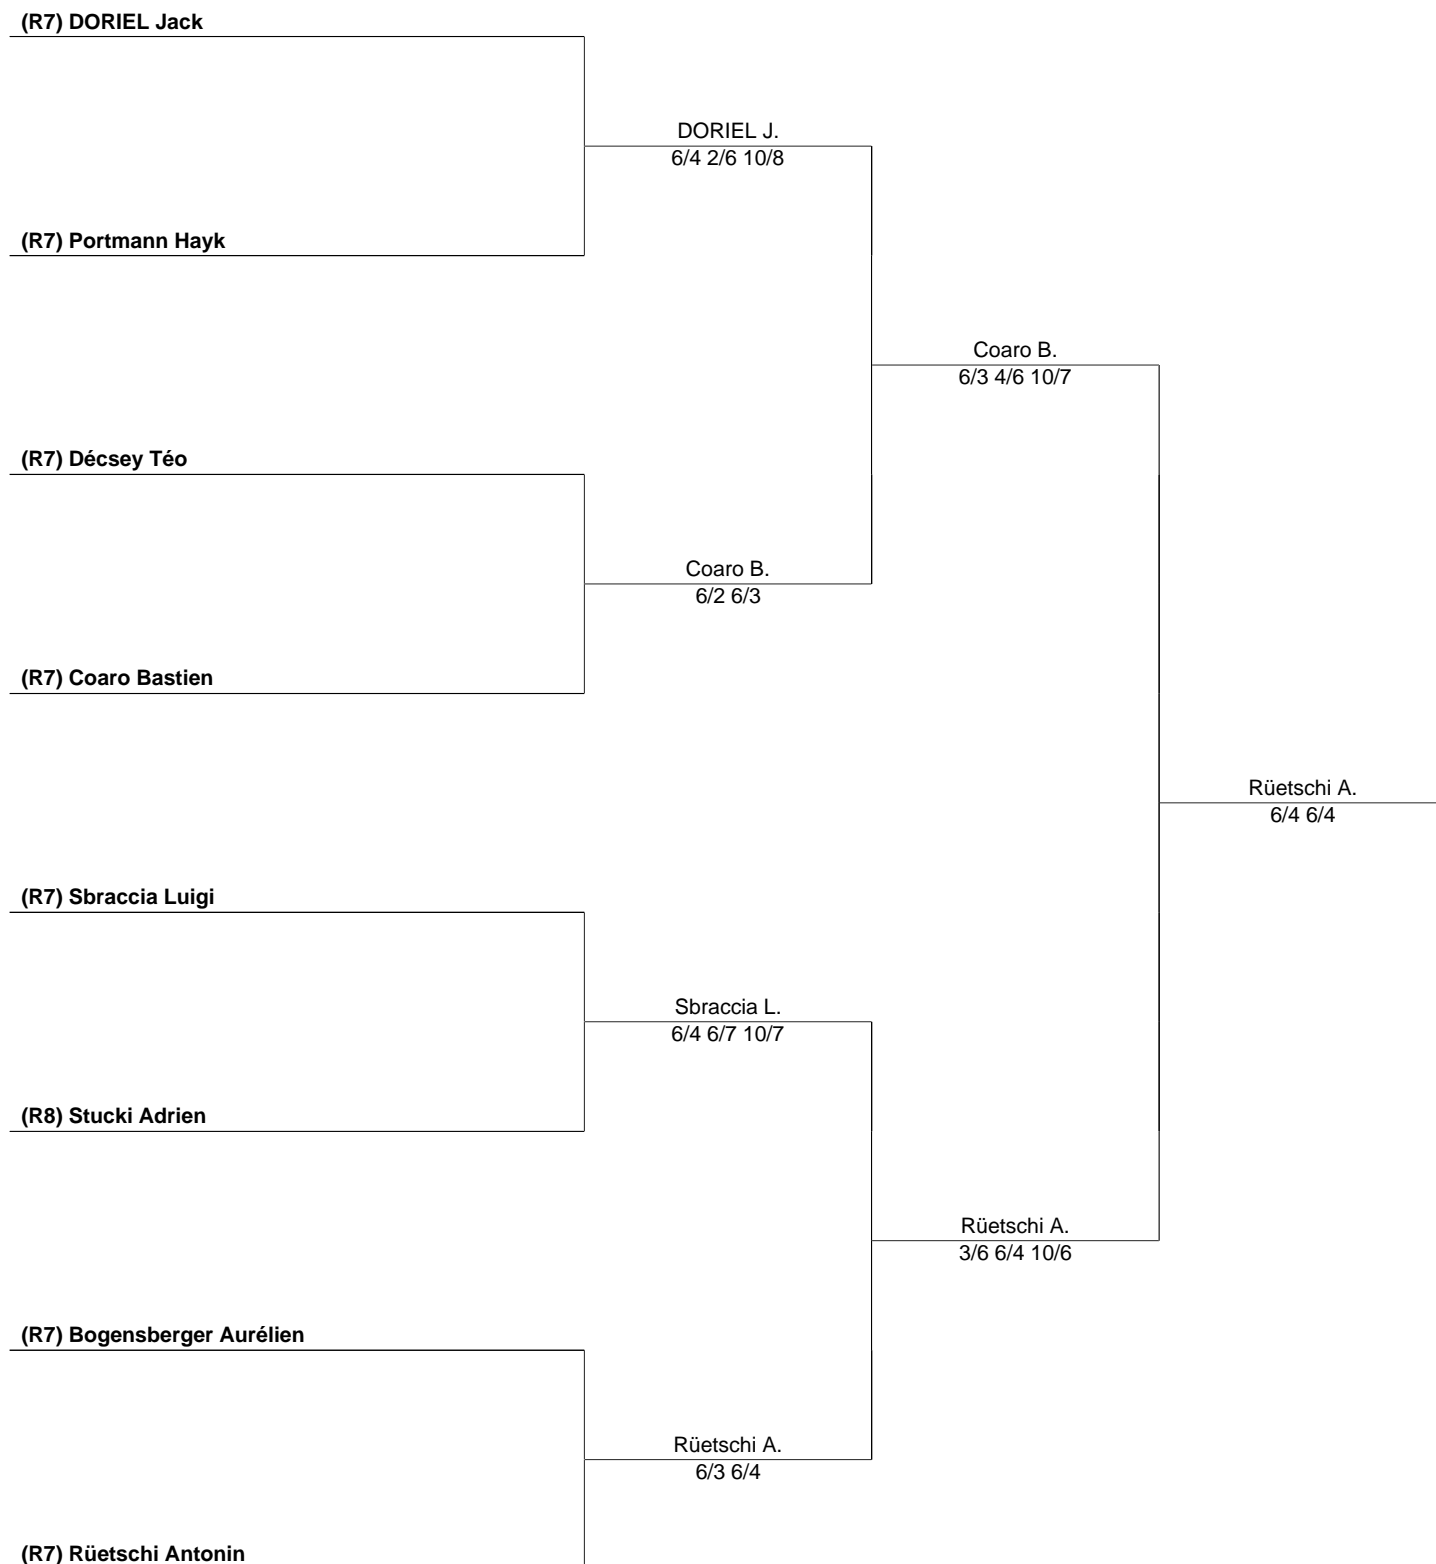 (R7) DORIEL Jack
DORIEL J.
6/4 2/6 10/8
(R7) Portmann Hayk
Coaro B.
6/3 4/6 10/7
(R7) Décsey Téo
Coaro B.
6/2 6/3
(R7) Coaro Bastien
Rüetschi A.
6/4 6/4
(R7) Sbraccia Luigi
Sbraccia L.
6/4 6/7 10/7
(R8) Stucki Adrien
Rüetschi A.
3/6 6/4 10/6
(R7) Bogensberger Aurélien
Rüetschi A.
6/3 6/4
(R7) Rüetschi Antonin